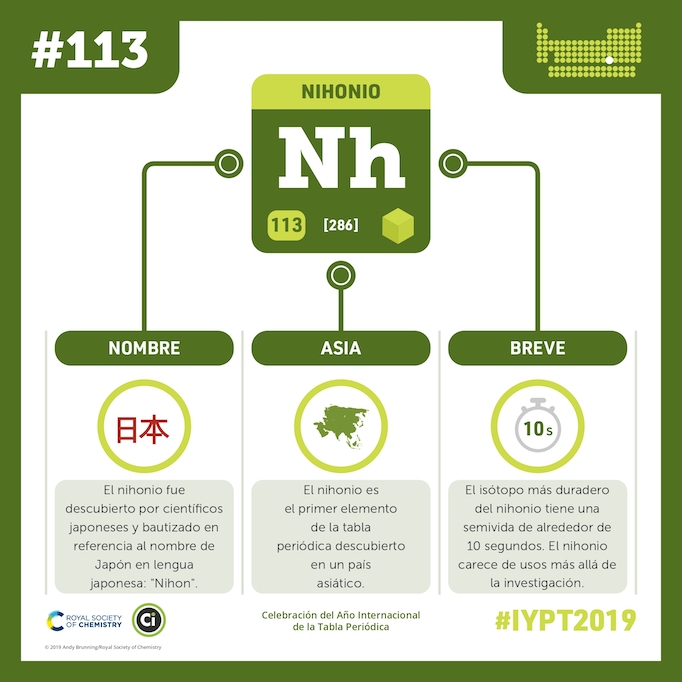 #113
NIHONIO
Nh
113
[286]
NOMBRE
日本
El nihonio fue
descubierto por científicos
japoneses y bautizado en
referencia al nombre de
Japón en lengua
japonesa: "Nihon".
ASIA
El nihonio es
el primer elemento
de la tabla
periódica descubierto
en un país
asiático.
BREVE
10 s
El isótopo más duradero
del nihonio tiene una
semivida de alrededor de
10 segundos. El nihonio
carece de usos más allá de
la investigación.
ROYAL SOCIETY
OF CHEMISTRY
Ci
Celebración del Año Internacional
de la Tabla Periódica
#IYPT2019
© 2019 Andy Brunning/Royal Society of Chemistry